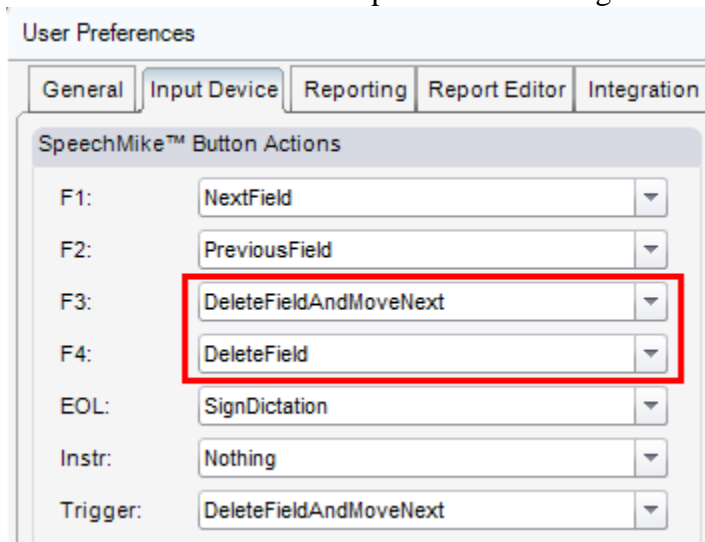 User Preferences
General Input Device Reporting Report Editor Integration
SpeechMike™ Button Actions
F1: NextField
F2: PreviousField
F3: DeleteFieldAndMoveNext
F4: DeleteField
EOL: SignDictation
Instr: Nothing
Trigger: DeleteFieldAndMoveNext